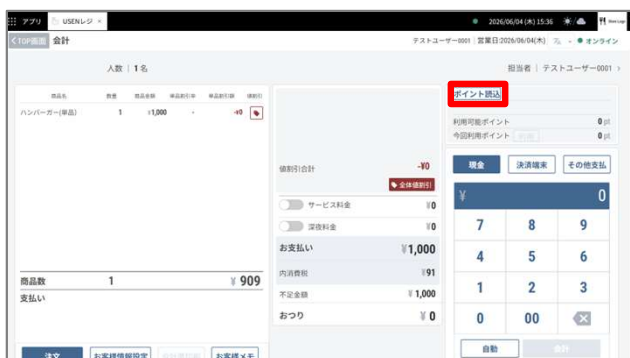 アプリ USENレジ ×
2026/06/04 (木) 15:36
＜TOP画面 会計
テストユーザー0001 営業日:2026/06/04(木) オンライン
人数 | 1 名
担当者 | テストユーザー0001 ＞
商品名 数量 商品金額 単品割引率 単品割引額 値割引
ハンバーガー(単品) 1 ¥1,000 - -¥0
ポイント読込
利用可能ポイント 0 pt
今回利用ポイント 0 pt
値割引合計 -¥0
全体値割引
現金 決済端末 その他支払
¥ 0
サービス料金 ¥0
深夜料金 ¥0
お支払い ¥1,000
内消費税 ¥91
不足金額 ¥ 1,000
おつり ¥ 0
商品数 1 ¥ 909
支払い
7 8 9
4 5 6
1 2 3
0 00
自動 会計
注文 お客様情報設定 お客様メモ